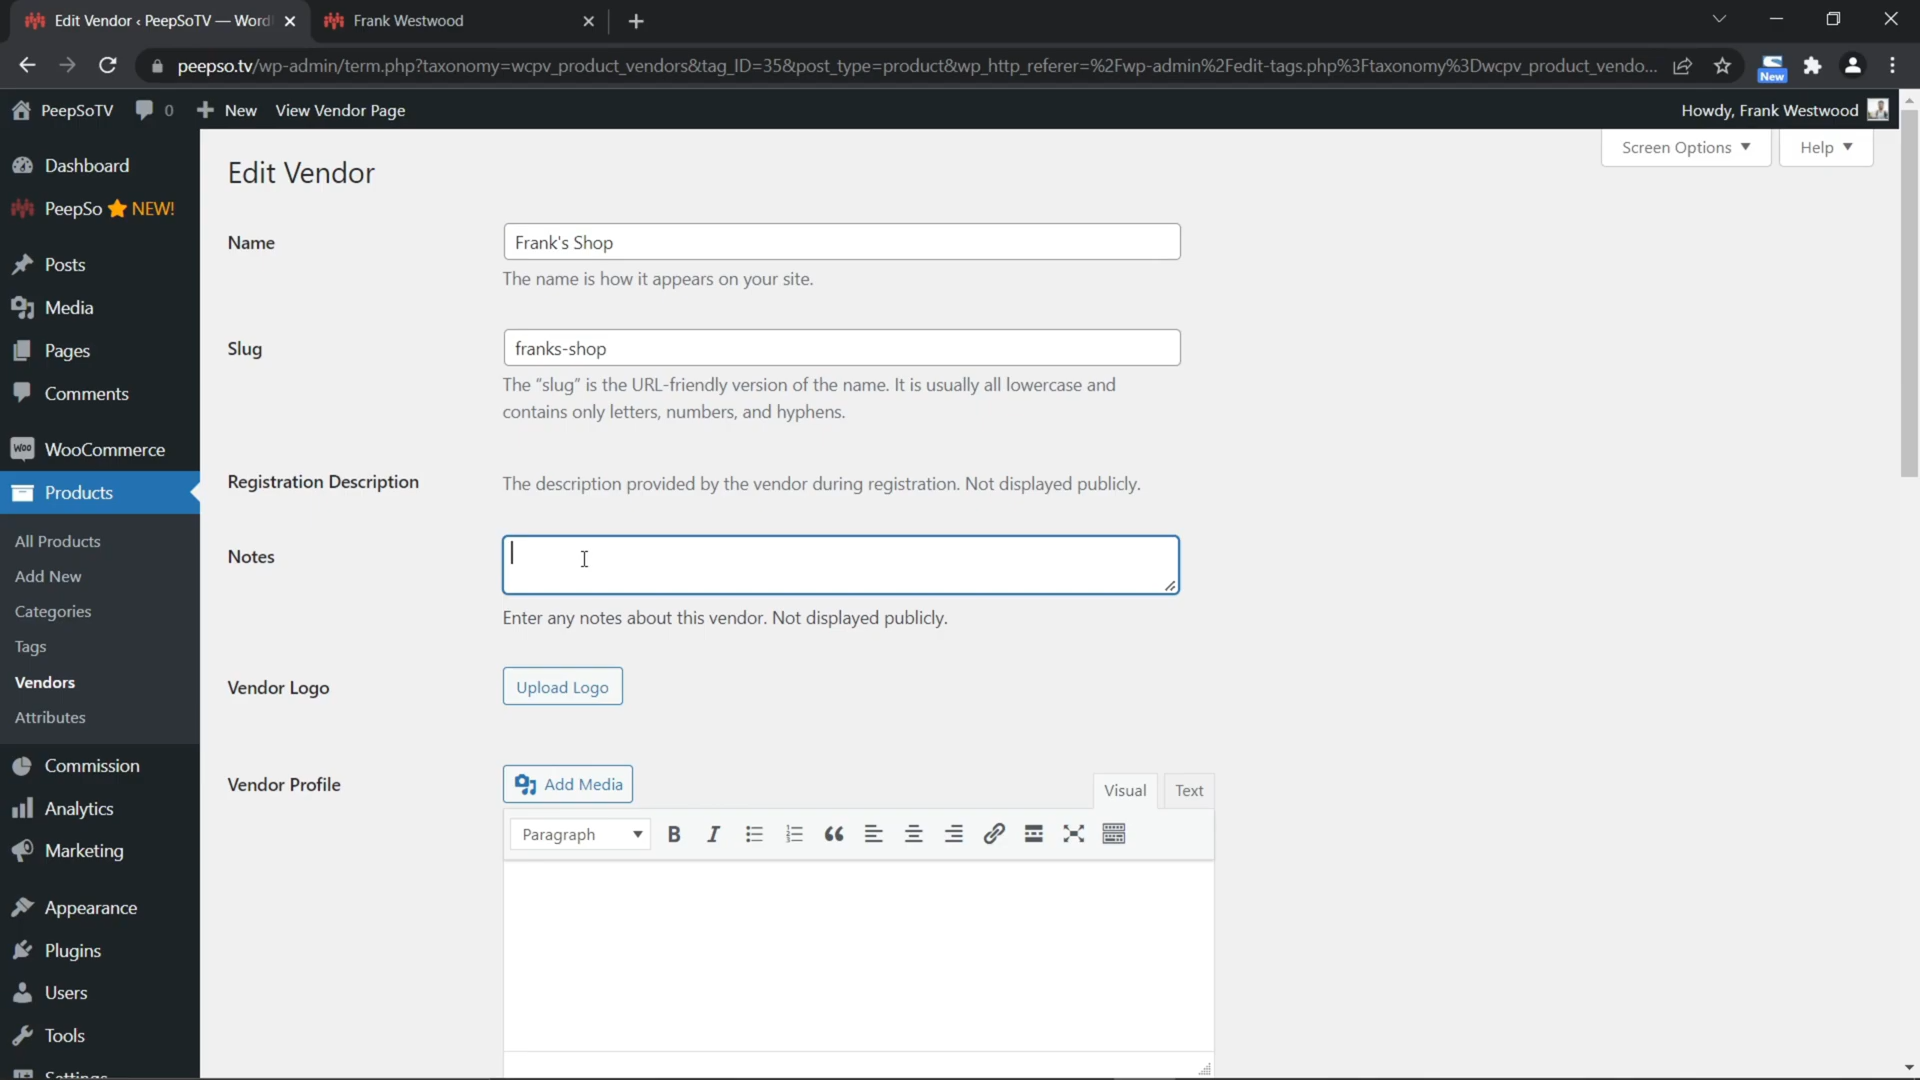 Edit Vendor ‹ PeepSoTV — Word
Frank Westwood
peepso.tv/wp-admin/term.php?taxonomy=wcpv_product_vendors&tag_ID=35&post_type=product&wp_http_referer=%2Fwp-admin%2Fedit-tags.php%3Ftaxonomy%3Dwcpv_product_vendo...
New
PeepSoTV
0
New
View Vendor Page
Howdy, Frank Westwood
Screen Options
Help
Dashboard
PeepSo
NEW!
Posts
Media
Pages
Comments
Woo
WooCommerce
Products
All Products
Add New
Categories
Tags
Vendors
Attributes
Commission
Analytics
Marketing
Appearance
Plugins
Users
Tools
Settings
Edit Vendor
Name
Frank's Shop
The name is how it appears on your site.
Slug
franks-shop
The “slug” is the URL-friendly version of the name. It is usually all lowercase and
contains only letters, numbers, and hyphens.
Registration Description
The description provided by the vendor during registration. Not displayed publicly.
Notes
Enter any notes about this vendor. Not displayed publicly.
Vendor Logo
Upload Logo
Vendor Profile
Add Media
Visual
Text
Paragraph
B
I